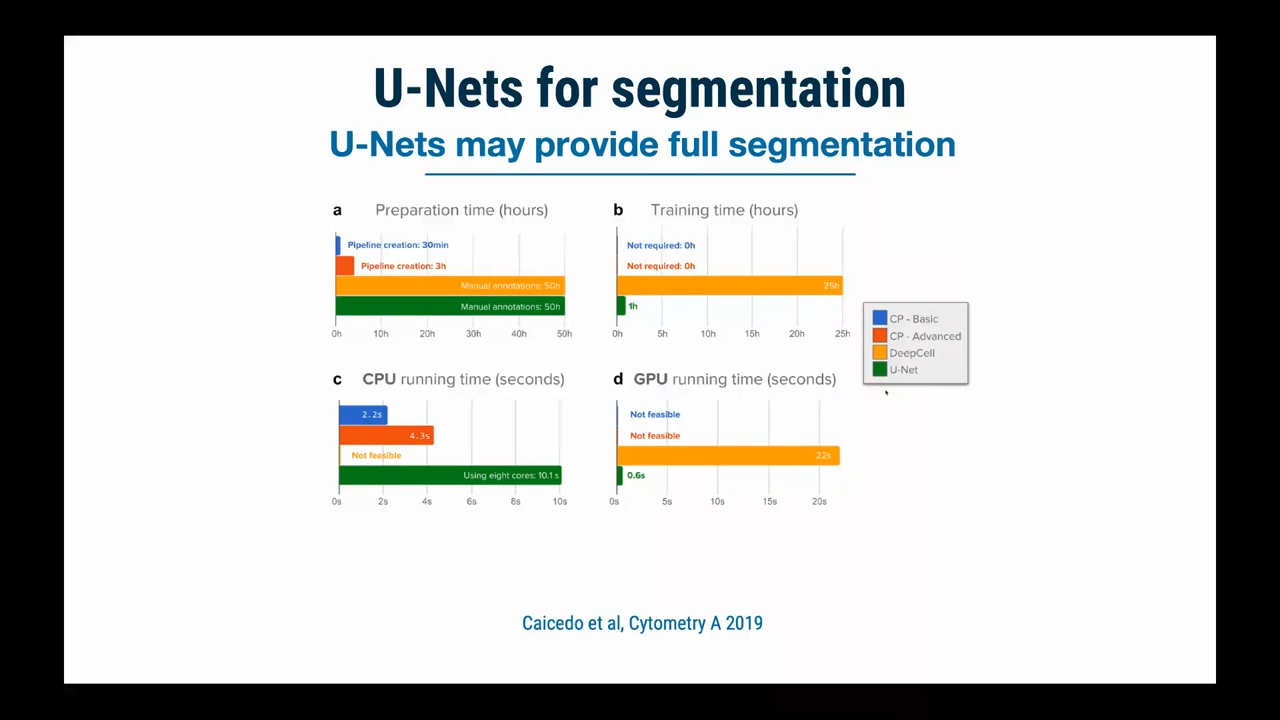 U-Nets for segmentation
U-Nets may provide full segmentation
a Preparation time (hours)
Pipeline creation: 30min
Pipeline creation: 3h
Manual annotations: 50h
Manual annotations: 50h
0h 10h 20h 30h 40h 50h
b Training time (hours)
Not required: 0h
Not required: 0h
25h
1h
0h 5h 10h 15h 20h 25h
CP - Basic
CP - Advanced
DeepCell
U-Net
c CPU running time (seconds)
2.2s
4.3s
Not feasible
Using eight cores: 10.1 s
0s 2s 4s 6s 8s 10s
d GPU running time (seconds)
Not feasible
Not feasible
22s
0.6s
0s 5s 10s 15s 20s
Caicedo et al, Cytometry A 2019